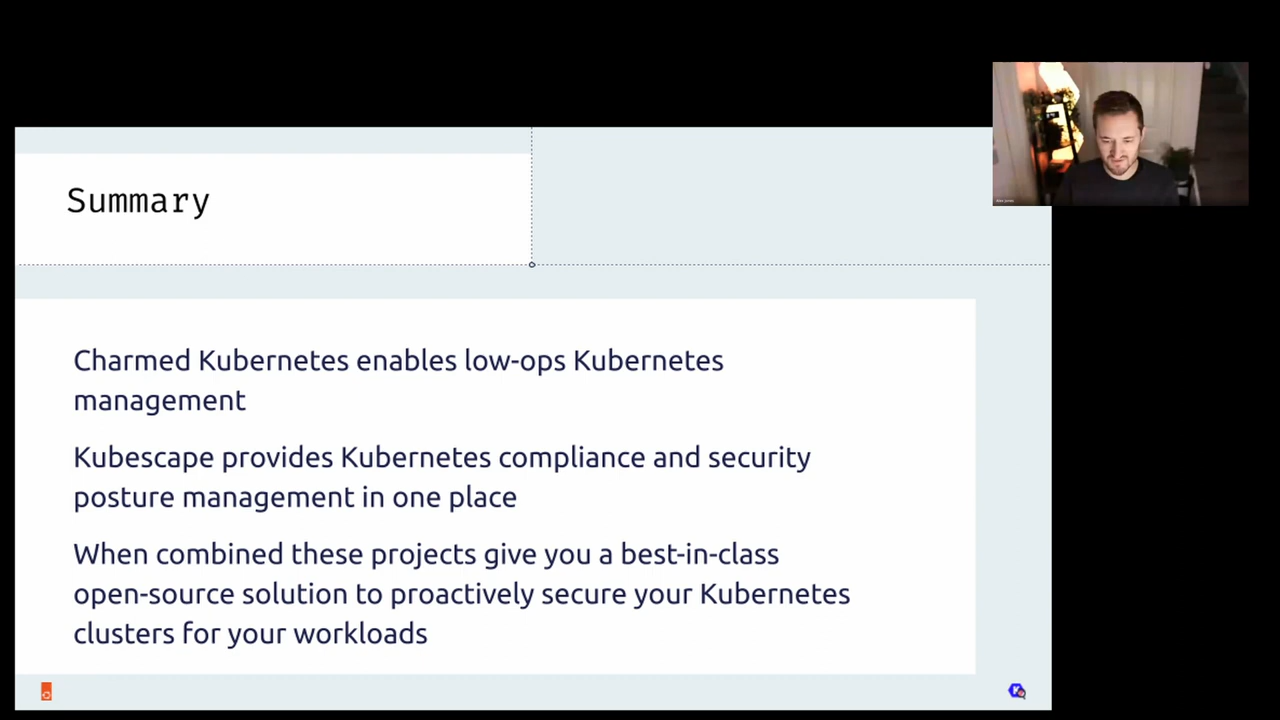 Summary
Charmed Kubernetes enables low-ops Kubernetes
management
Kubescape provides Kubernetes compliance and security
posture management in one place
When combined these projects give you a best-in-class
open-source solution to proactively secure your Kubernetes
clusters for your workloads